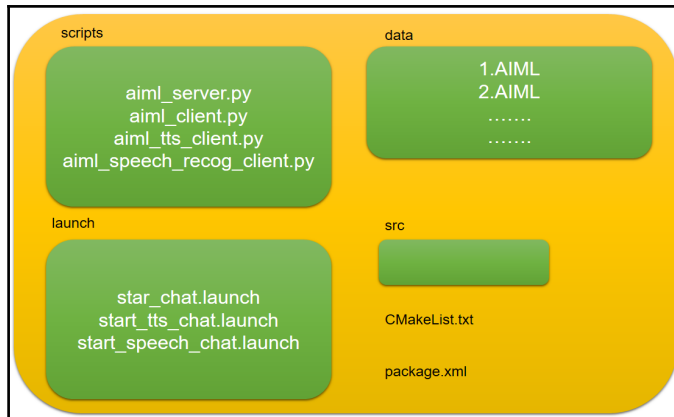 scripts
aiml_server.py
aiml_client.py
aiml_tts_client.py
aiml_speech_recog_client.py
data
1.AIML
2.AIML
.......
.......
launch
star_chat.launch
start_tts_chat.launch
start_speech_chat.launch
src
CMakeList.txt
package.xml